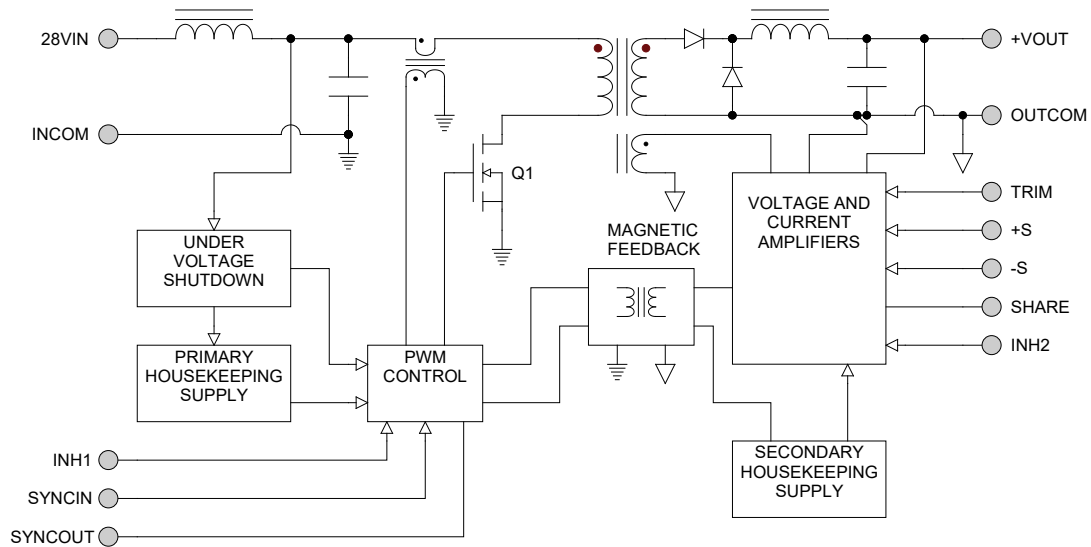 28VIN
+VOUT
INCOM
OUTCOM
Q1
TRIM
+S
-S
SHARE
INH2
VOLTAGE AND
CURRENT
AMPLIFIERS
MAGNETIC
FEEDBACK
UNDER
VOLTAGE
SHUTDOWN
PRIMARY
HOUSEKEEPING
SUPPLY
PWM
CONTROL
SECONDARY
HOUSEKEEPING
SUPPLY
INH1
SYNCIN
SYNCOUT